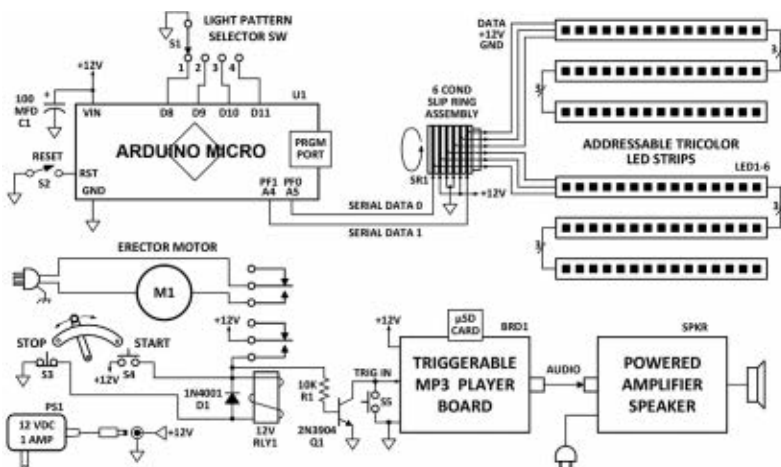 LIGHT PATTERN
SELECTOR SW
S1
1 2 3 4
+12V
100
MFD
C1
+
VIN
D8 D9 D10 D11
U1
ARDUINO MICRO
PRGM
PORT
RESET
S2
RST
GND
PF1 PF0
A4 A5
SERIAL DATA 0
SERIAL DATA 1
DATA
+12V
GND
6 COND
SLIP RING
ASSEMBLY
SR1
+12V
3
3
ADDRESSABLE TRICOLOR
LED STRIPS
LED1-6
3
3
ERECTOR MOTOR
M1
+12V
STOP
START
S3
+12V
S4
1N4001
D1
12V
RLY1
PS1
12 VDC
1 AMP
+12V
10K
R1
2N3904
Q1
+12V
TRIG IN
S5
µSD
CARD
BRD1
TRIGGERABLE
MP3 PLAYER
BOARD
AUDIO
SPKR
POWERED
AMPLIFIER
SPEAKER